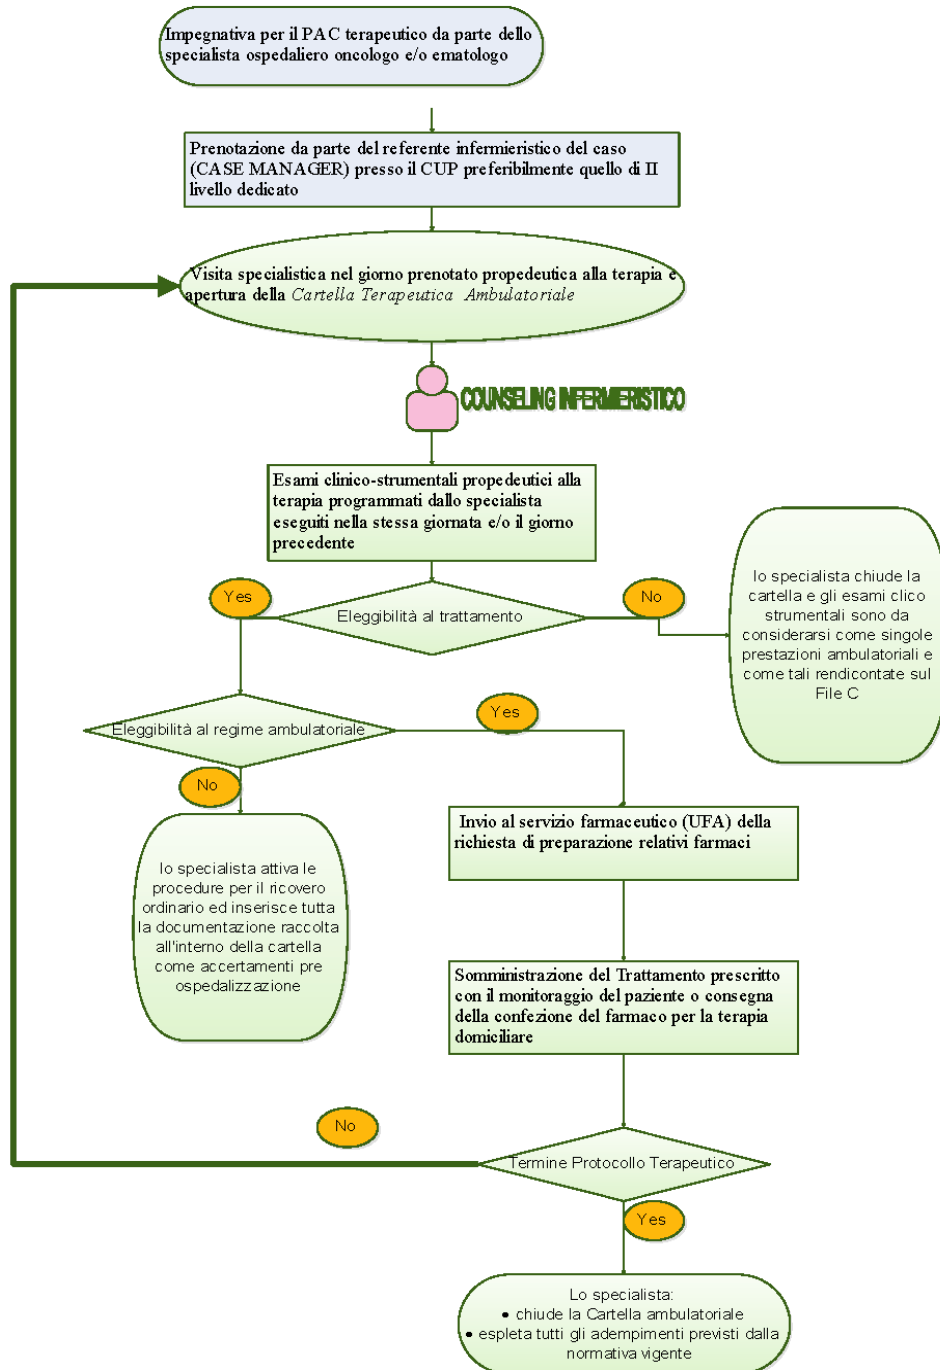 Impegnativa per il PAC terapeutico da parte dello
specialista ospedaliero oncologo e/o ematologo
Prenotazione da parte del referente infermieristico del caso
(CASE MANAGER) presso il CUP preferibilmente quello di II
livello dedicato
Visita specialistica nel giorno prenotato propedeutica alla terapia e
apertura della Cartella Terapeutica Ambulatoriale
COUNSELING INFERMIERISTICO
Esami clinico-strumentali propedeutici alla
terapia programmati dallo specialista
eseguiti nella stessa giornata e/o il giorno
precedente
Yes
Eleggibilità al trattamento
No
lo specialista chiude la
cartella e gli esami clico
strumentali sono da
considerarsi come singole
prestazioni ambulatoriali e
come tali rendicontate sul
File C
Eleggibilità al regime ambulatoriale
Yes
No
Invio al servizio farmaceutico (UFA) della
richiesta di preparazione relativi farmaci
lo specialista attiva le
procedure per il ricovero
ordinario ed inserisce tutta
la documentazione raccolta
all'interno della cartella
come accertamenti pre
ospedalizzazione
Somministrazione del Trattamento prescritto
con il monitoraggio del paziente o consegna
della confezione del farmaco per la terapia
domiciliare
No
Termine Protocollo Terapeutico
Yes
Lo specialista:
• chiude la Cartella ambulatoriale
• espleta tutti gli adempimenti previsti dalla
normativa vigente